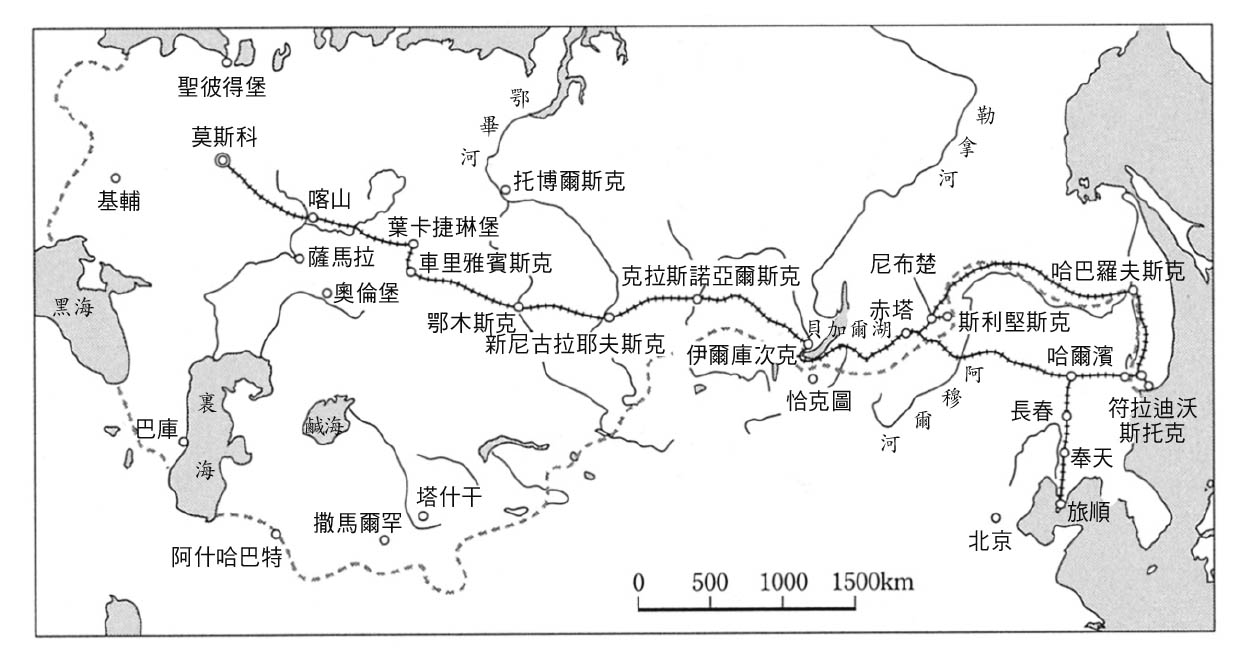 聖彼得堡
莫斯科
基輔
喀山
薩馬拉
奧倫堡
葉卡捷琳堡
車里雅賓斯克
鄂畢河
托博爾斯克
鄂木斯克
新尼古拉耶夫斯克
克拉斯諾亞爾斯克
伊爾庫次克
貝加爾湖
恰克圖
勒拿河
尼布楚
赤塔
斯利堅斯克
哈巴羅夫斯克
哈爾濱
阿穆爾河
長春
奉天
旅順
北京
符拉迪沃
斯托克
黑海
裏海
巴庫
鹹海
塔什干
撒馬爾罕
阿什哈巴特
0 500 1000 1500km